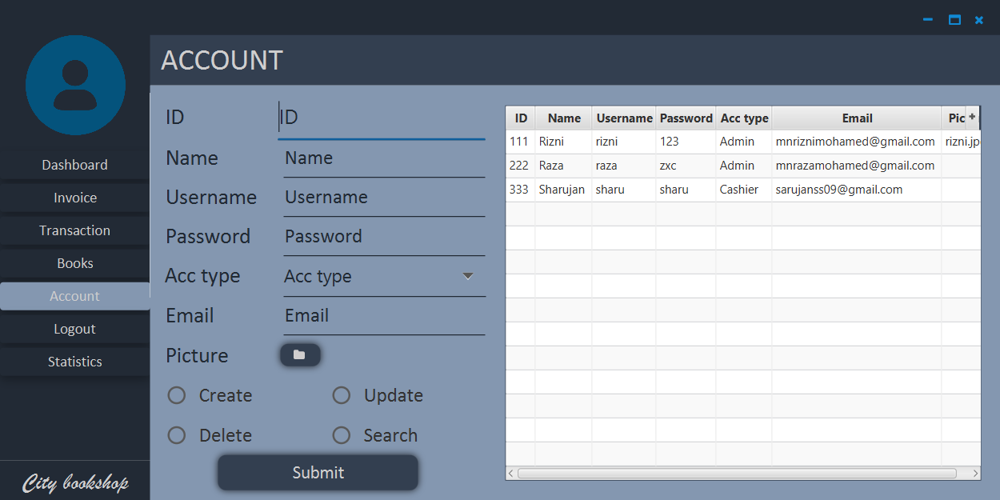 ACCOUNT
Dashboard
Invoice
Transaction
Books
Account
Logout
Statistics
City bookshop
ID ID
Name Name
Username Username
Password Password
Acc type Acc type
Email Email
Picture
Create Update
Delete Search
Submit
ID Name Username Password Acc type Email Pic +
111 Rizni rizni 123 Admin mnriznimohamed@gmail.com rizni.jp
222 Raza raza zxc Admin mnrazamohamed@gmail.com
333 Sharujan sharu sharu Cashier sarujanss09@gmail.com